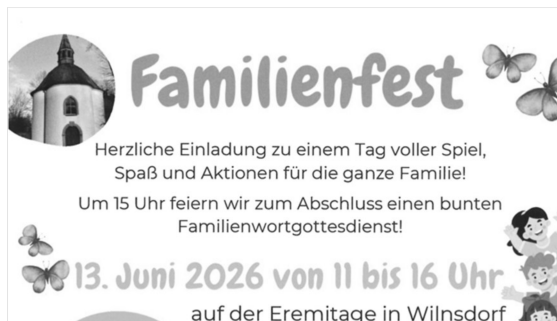 Familienfest
Herzliche Einladung zu einem Tag voller Spiel,
Spaß und Aktionen für die ganze Familie!
Um 15 Uhr feiern wir zum Abschluss einen bunten
Familienwortgottesdienst!
13. Juni 2026 von 11 bis 16 Uhr
auf der Eremitage in Wilnsdorf